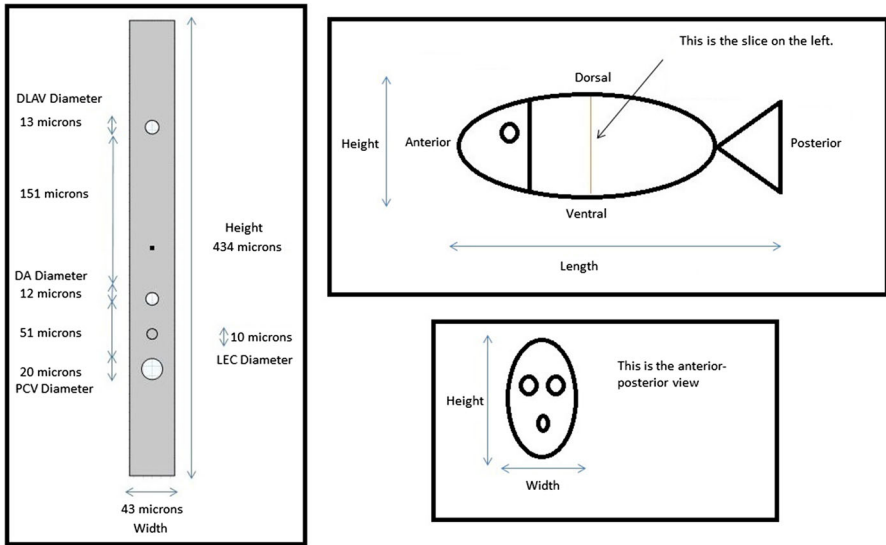 DLAV Diameter
13 microns
151 microns
Height
434 microns
DA Diameter
12 microns
51 microns
10 microns
LEC Diameter
20 microns
PCV Diameter
43 microns
Width
This is the slice on the left.
Dorsal
Height
Anterior
Posterior
Ventral
Length
This is the anterior-
posterior view
Height
Width